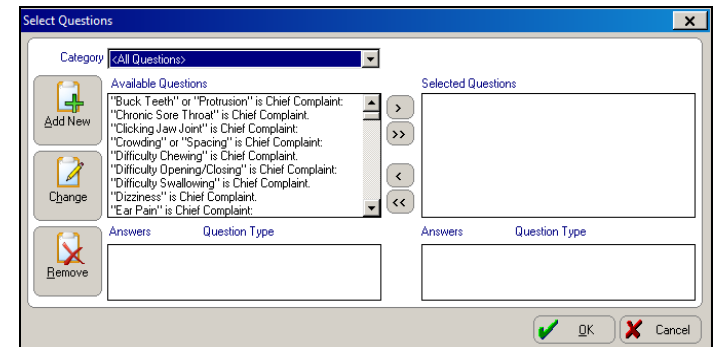 Select Questions
Category <All Questions>
Add New
Change
Remove
Available Questions
"Buck Teeth" or "Protrusion" is Chief Complaint:
"Chronic Sore Throat" is Chief Complaint.
"Clicking Jaw Joint" is Chief Complaint:
"Crowding" or "Spacing" is Chief Complaint:
"Difficulty Chewing" is Chief Complaint.
"Difficulty Opening/Closing" is Chief Complaint:
"Difficulty Swallowing" is Chief Complaint.
"Dizziness" is Chief Complaint.
"Ear Pain" is Chief Complaint:
>
>>
<
<<
Selected Questions
Answers Question Type
Answers Question Type
OK Cancel